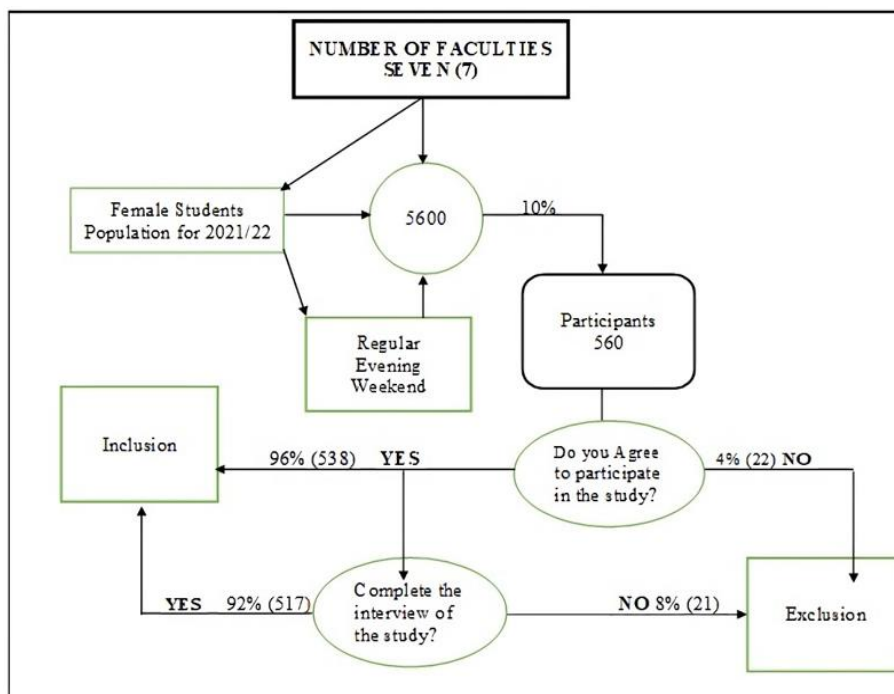 NUMBER OF FACULTIES
SEVEN (7)
Female Students
Population for 2021/22
5600
10%
Participants
560
Regular
Evening
Weekend
Inclusion
96% (538) YES
Do you Agree
to participate
in the study?
4% (22) NO
YES 92% (517)
Complete the
interview of
the study?
NO 8% (21)
Exclusion